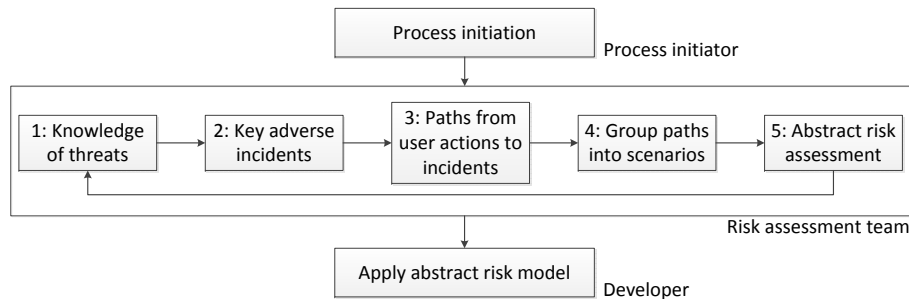 Process initiation
Process initiator
1: Knowledge
of threats
2: Key adverse
incidents
3: Paths from
user actions to
incidents
4: Group paths
into scenarios
5: Abstract risk
assessment
Risk assessment team
Apply abstract risk model
Developer